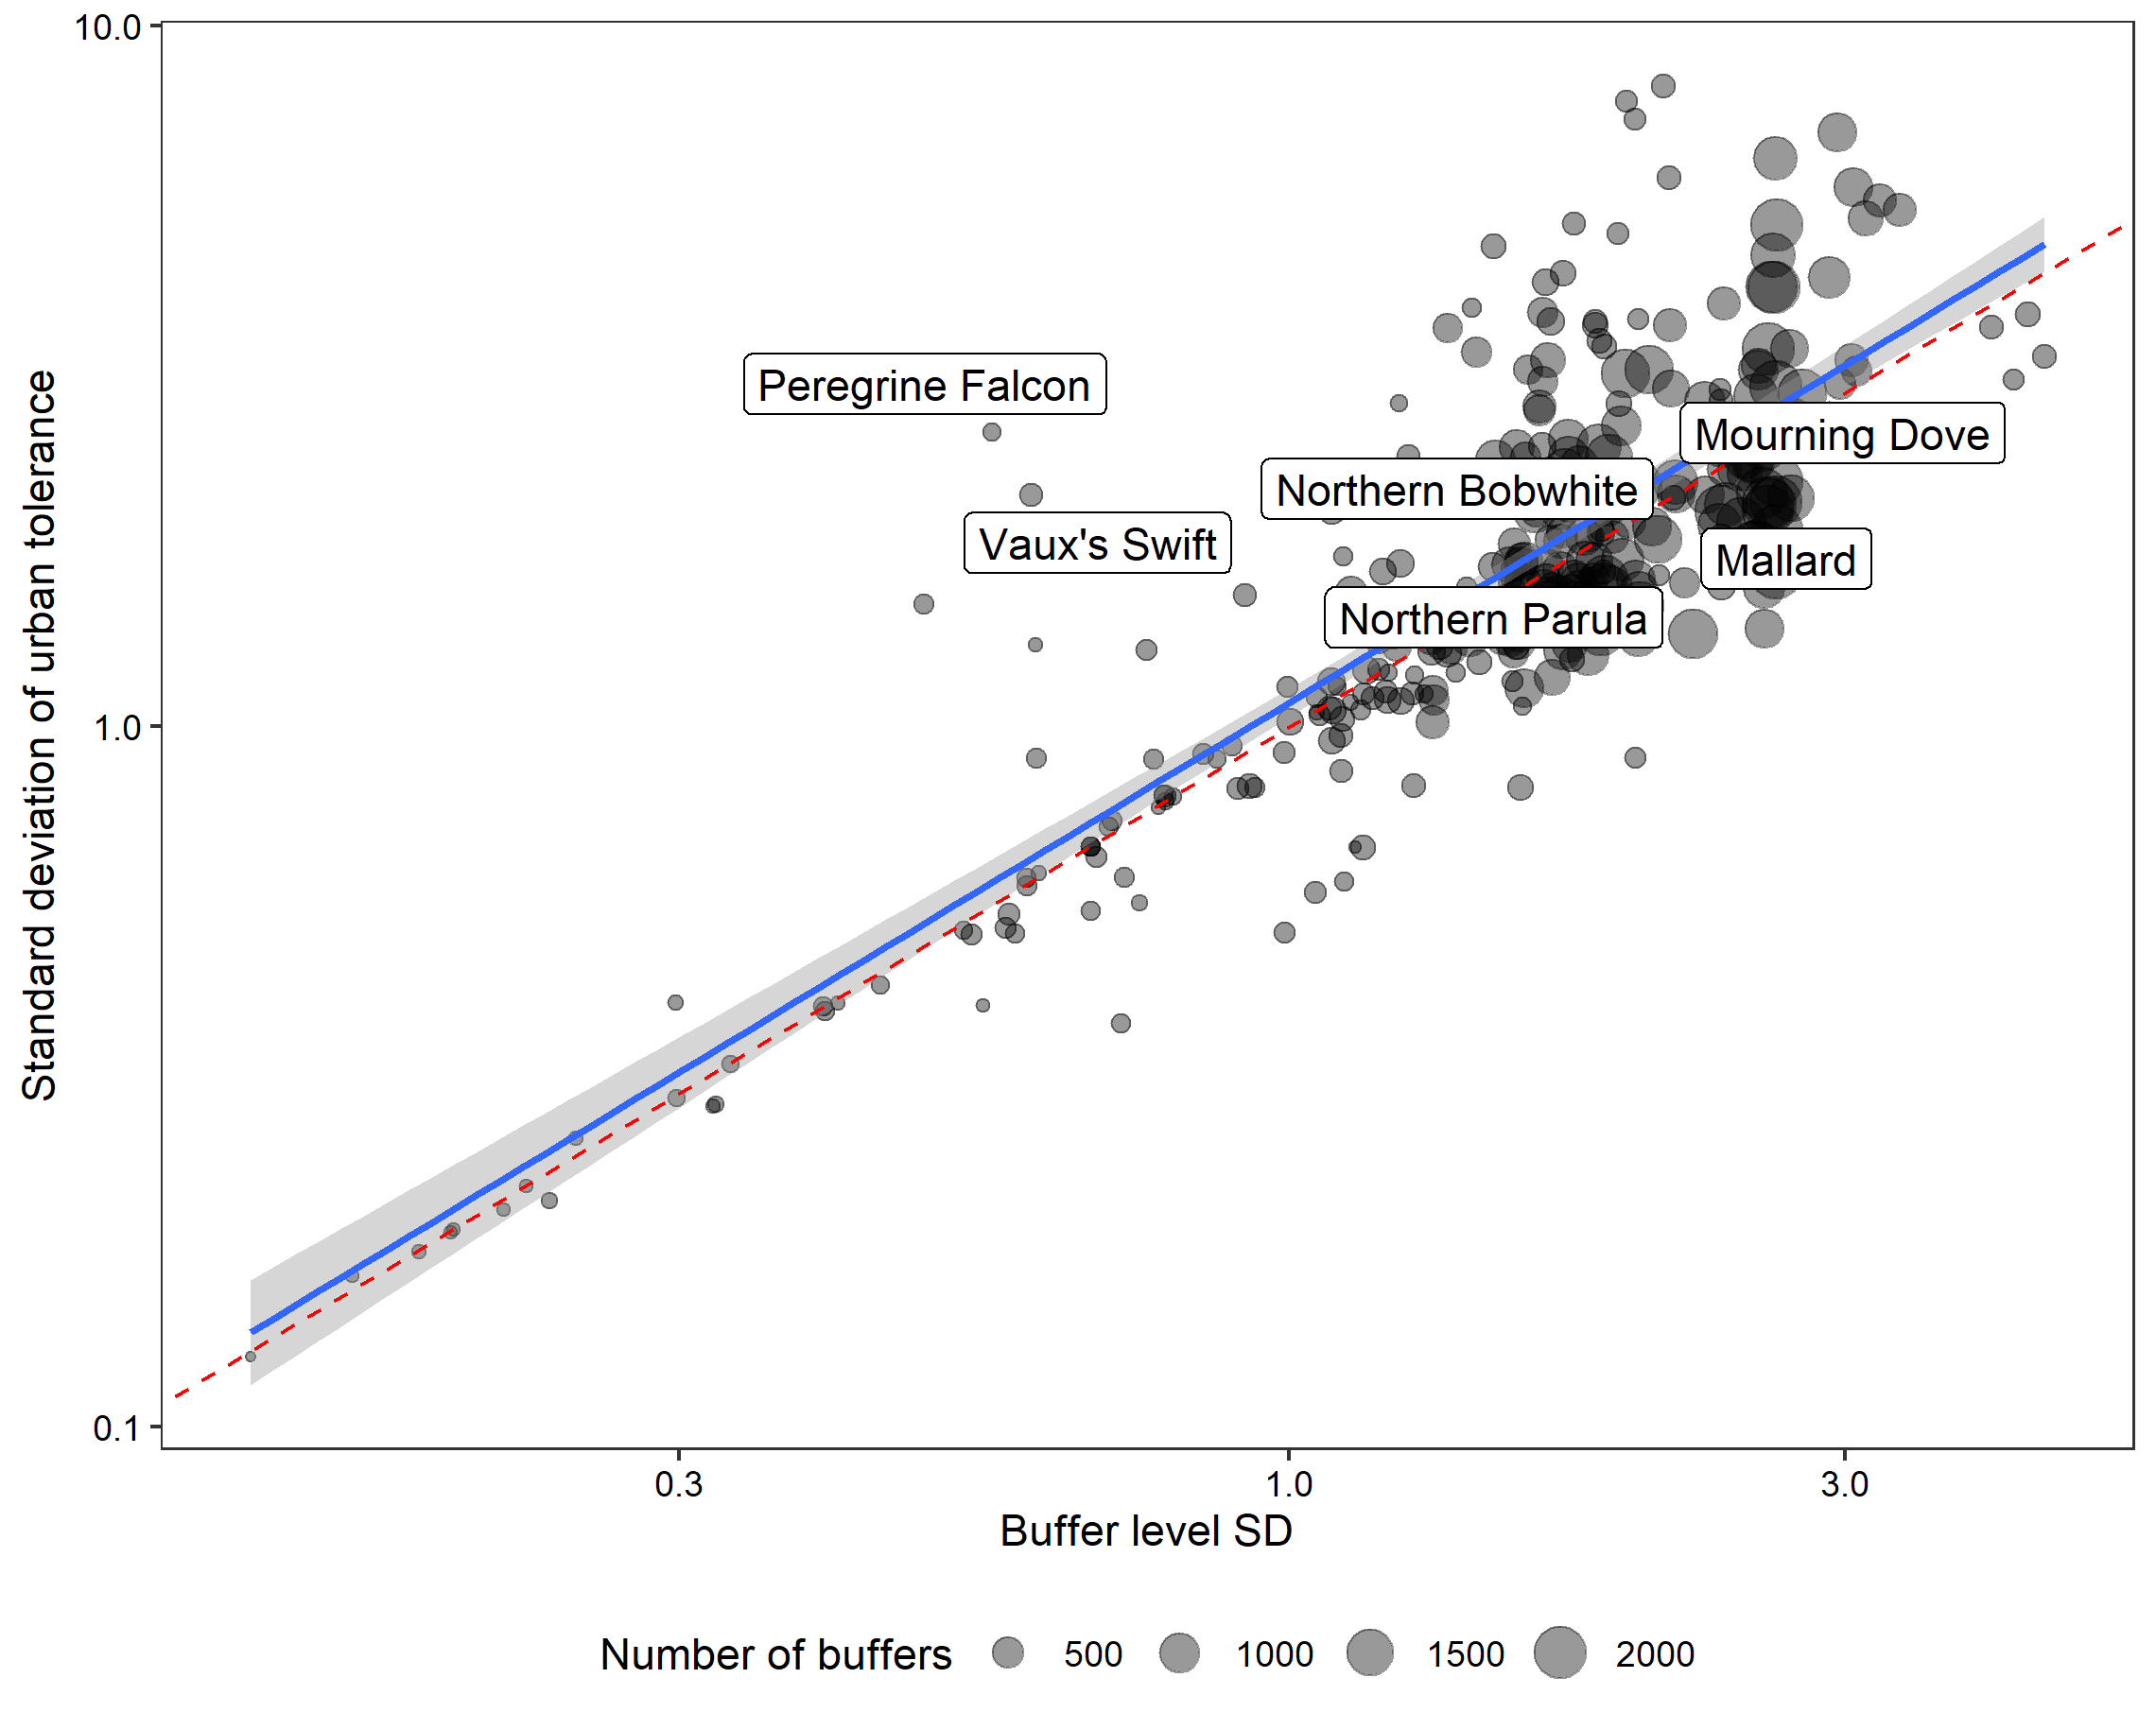 10.0
Peregrine Falcon
Mourning Dove
Northern Bobwhite
Vaux's Swift
Mallard
Northern Parula
1.0
0.1
Standard deviation of urban tolerance
0.3
1.0
3.0
Buffer level SD
Number of buffers
500
1000
1500
2000